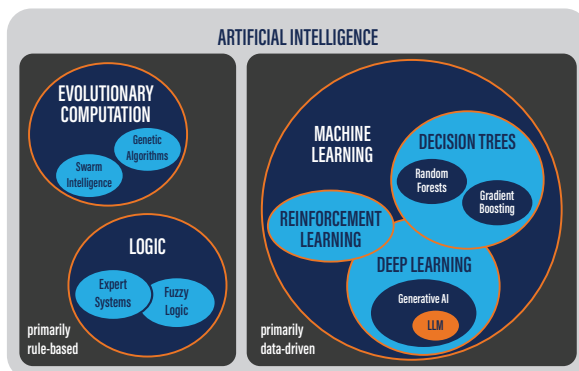 ARTIFICIAL INTELLIGENCE
EVOLUTIONARY
COMPUTATION
Genetic
Algorithms
Swarm
Intelligence
LOGIC
Expert
Systems
Fuzzy
Logic
primarily
rule-based
MACHINE
LEARNING
DECISION TREES
Random
Forests
Gradient
Boosting
REINFORCEMENT
LEARNING
DEEP LEARNING
Generative AI
LLM
primarily
data-driven